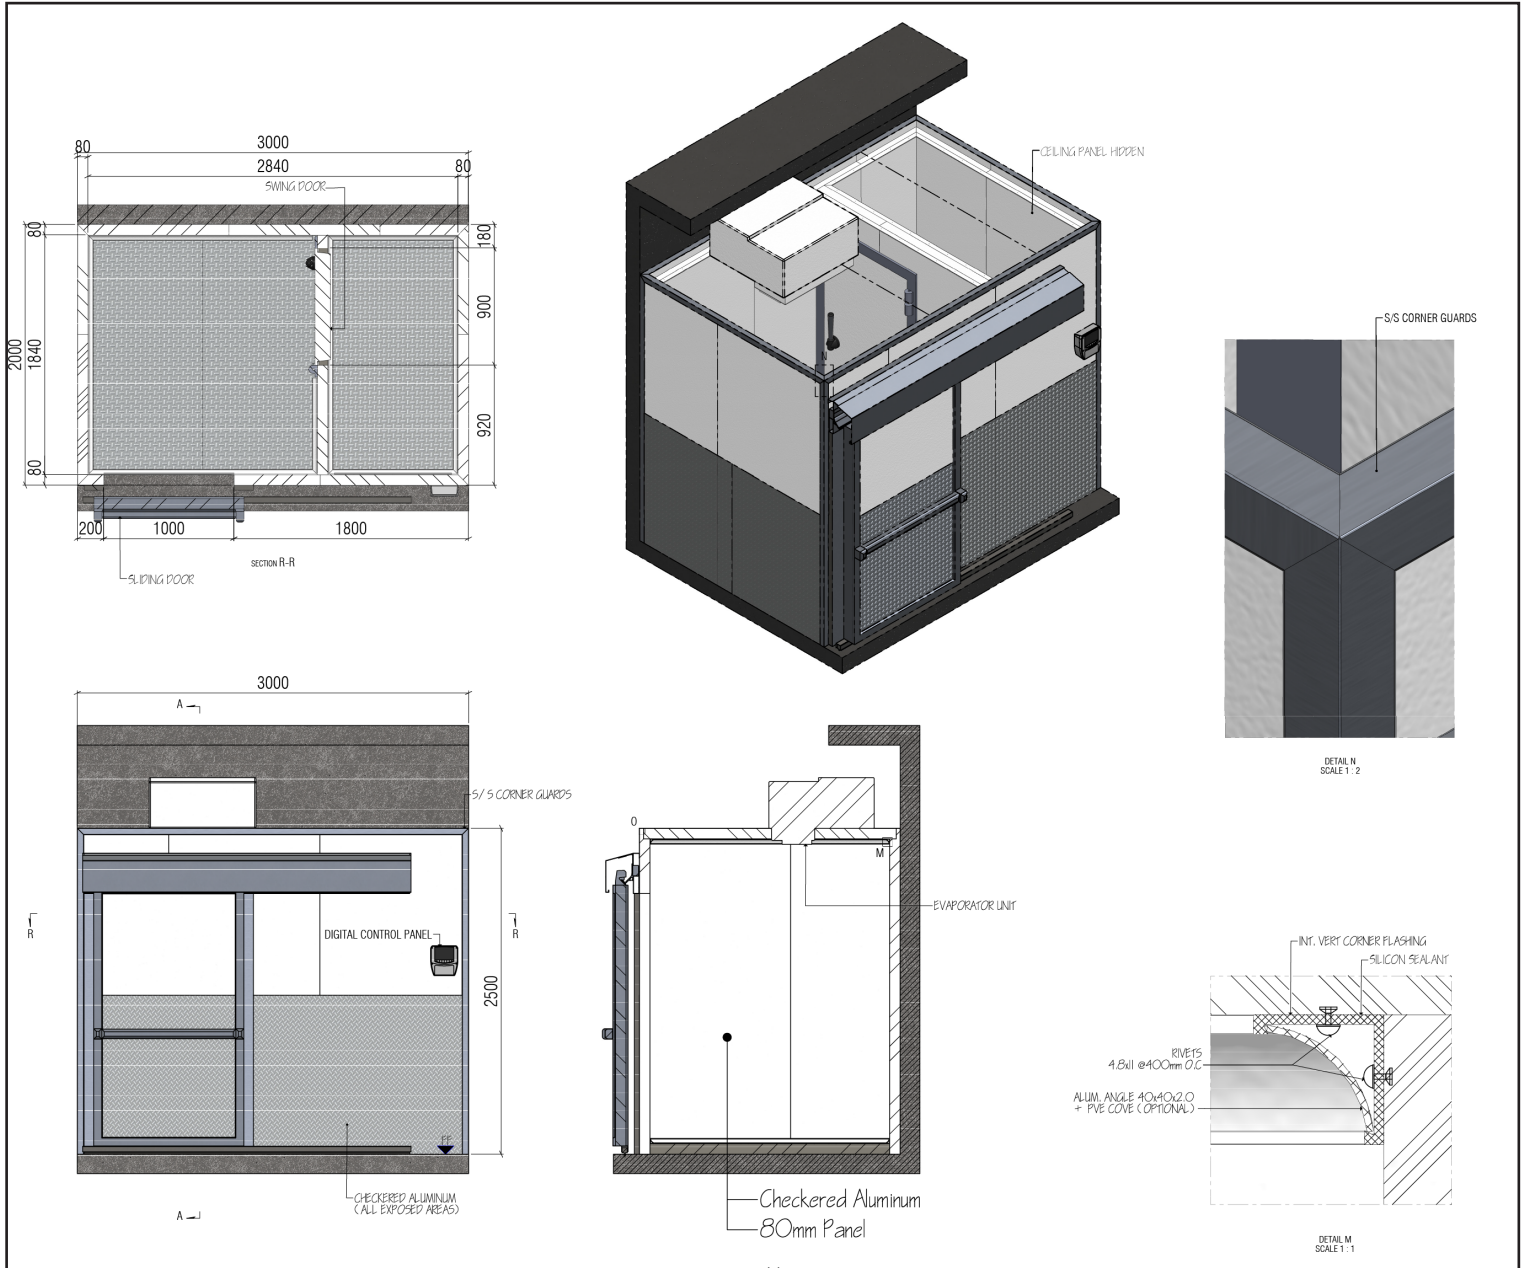 3000
80
2840
80
SWING DOOR
80
180
2000
1840
900
920
80
200
1000
1800
SECTION R-R
SLIDING DOOR
CEILING PANEL HIDDEN
N
S/S CORNER GUARDS
DETAIL N
SCALE 1 : 2
3000
A
S/ S CORNER GUARDS
R
R
DIGITAL CONTROL PANEL
2500
FF
CHECKERED ALUMINUM
( ALL EXPOSED AREAS)
A
O
M
EVAPORATOR UNIT
Checkered Aluminum
80mm Panel
INT. VERT CORNER FLASHING
SILICON SEALANT
RIVETS
4.8x11 @400mm O.C
ALUM. ANGLE 40x40x2.0
+ PVE COVE ( OPTIONAL)
DETAIL M
SCALE 1 : 1